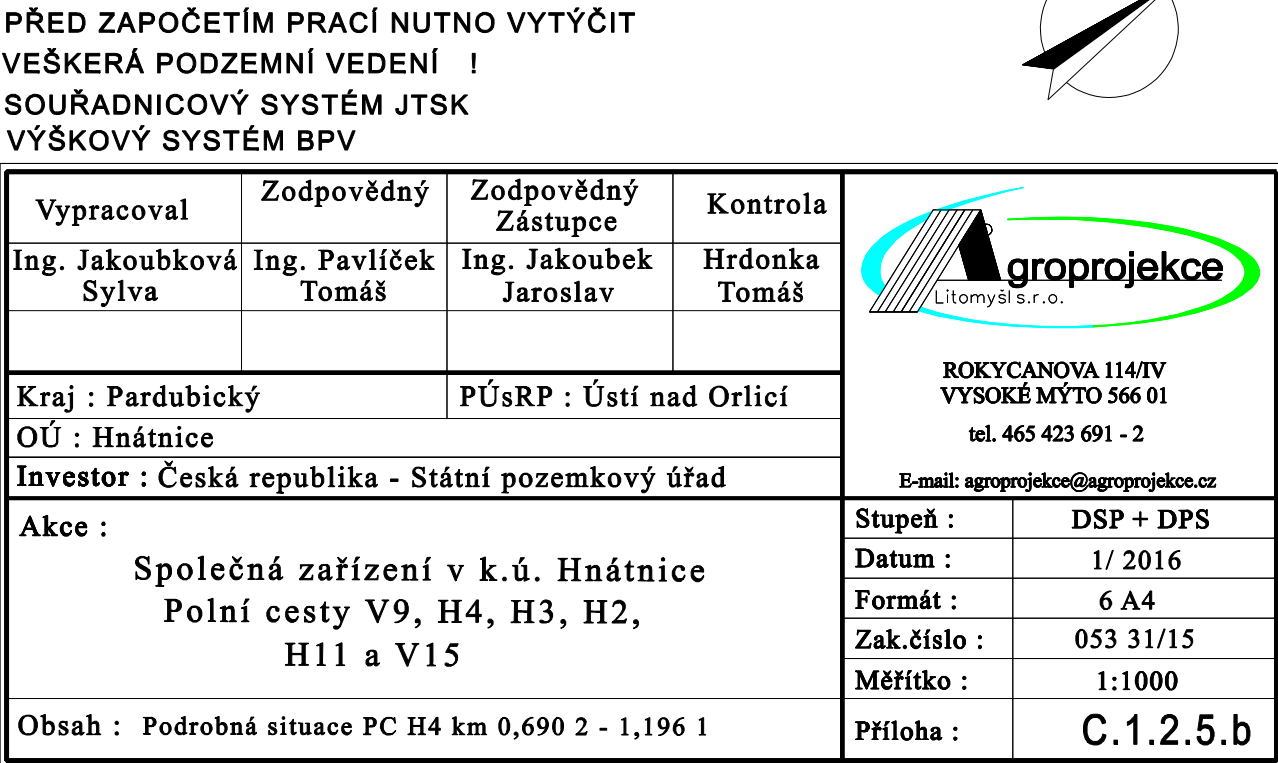 PŘED ZAPOČETÍM PRACÍ NUTNO VYTÝČIT
VEŠKERÁ PODZEMNÍ VEDENÍ !
SOUŘADNICOVÝ SYSTÉM JTSK
VÝŠKOVÝ SYSTÉM BPV
Vypracoval
Zodpovědný
Zodpovědný
Zástupce
Kontrola
Ing. Jakoubková
Sylva
Ing. Pavlíček
Tomáš
Ing. Jakoubek
Jaroslav
Hrdonka
Tomáš
Kraj : Pardubický
PÚsRP : Ústí nad Orlicí
OÚ : Hnátnice
Investor : Česká republika - Státní pozemkový úřad
Agroprojekce
Litomyšl s.r.o.
ROKYCANOVA 114/IV
VYSOKÉ MÝTO 566 01
tel. 465 423 691 - 2
E-mail: agroprojekce@agroprojekce.cz
Akce :
Společná zařízení v k.ú. Hnátnice
Polní cesty V9, H4, H3, H2,
H11 a V15
Obsah : Podrobná situace PC H4 km 0,690 2 - 1,196 1
Stupeň : DSP + DPS
Datum : 1/ 2016
Formát : 6 A4
Zak.číslo : 053 31/15
Měřítko : 1:1000
Příloha : C.1.2.5.b